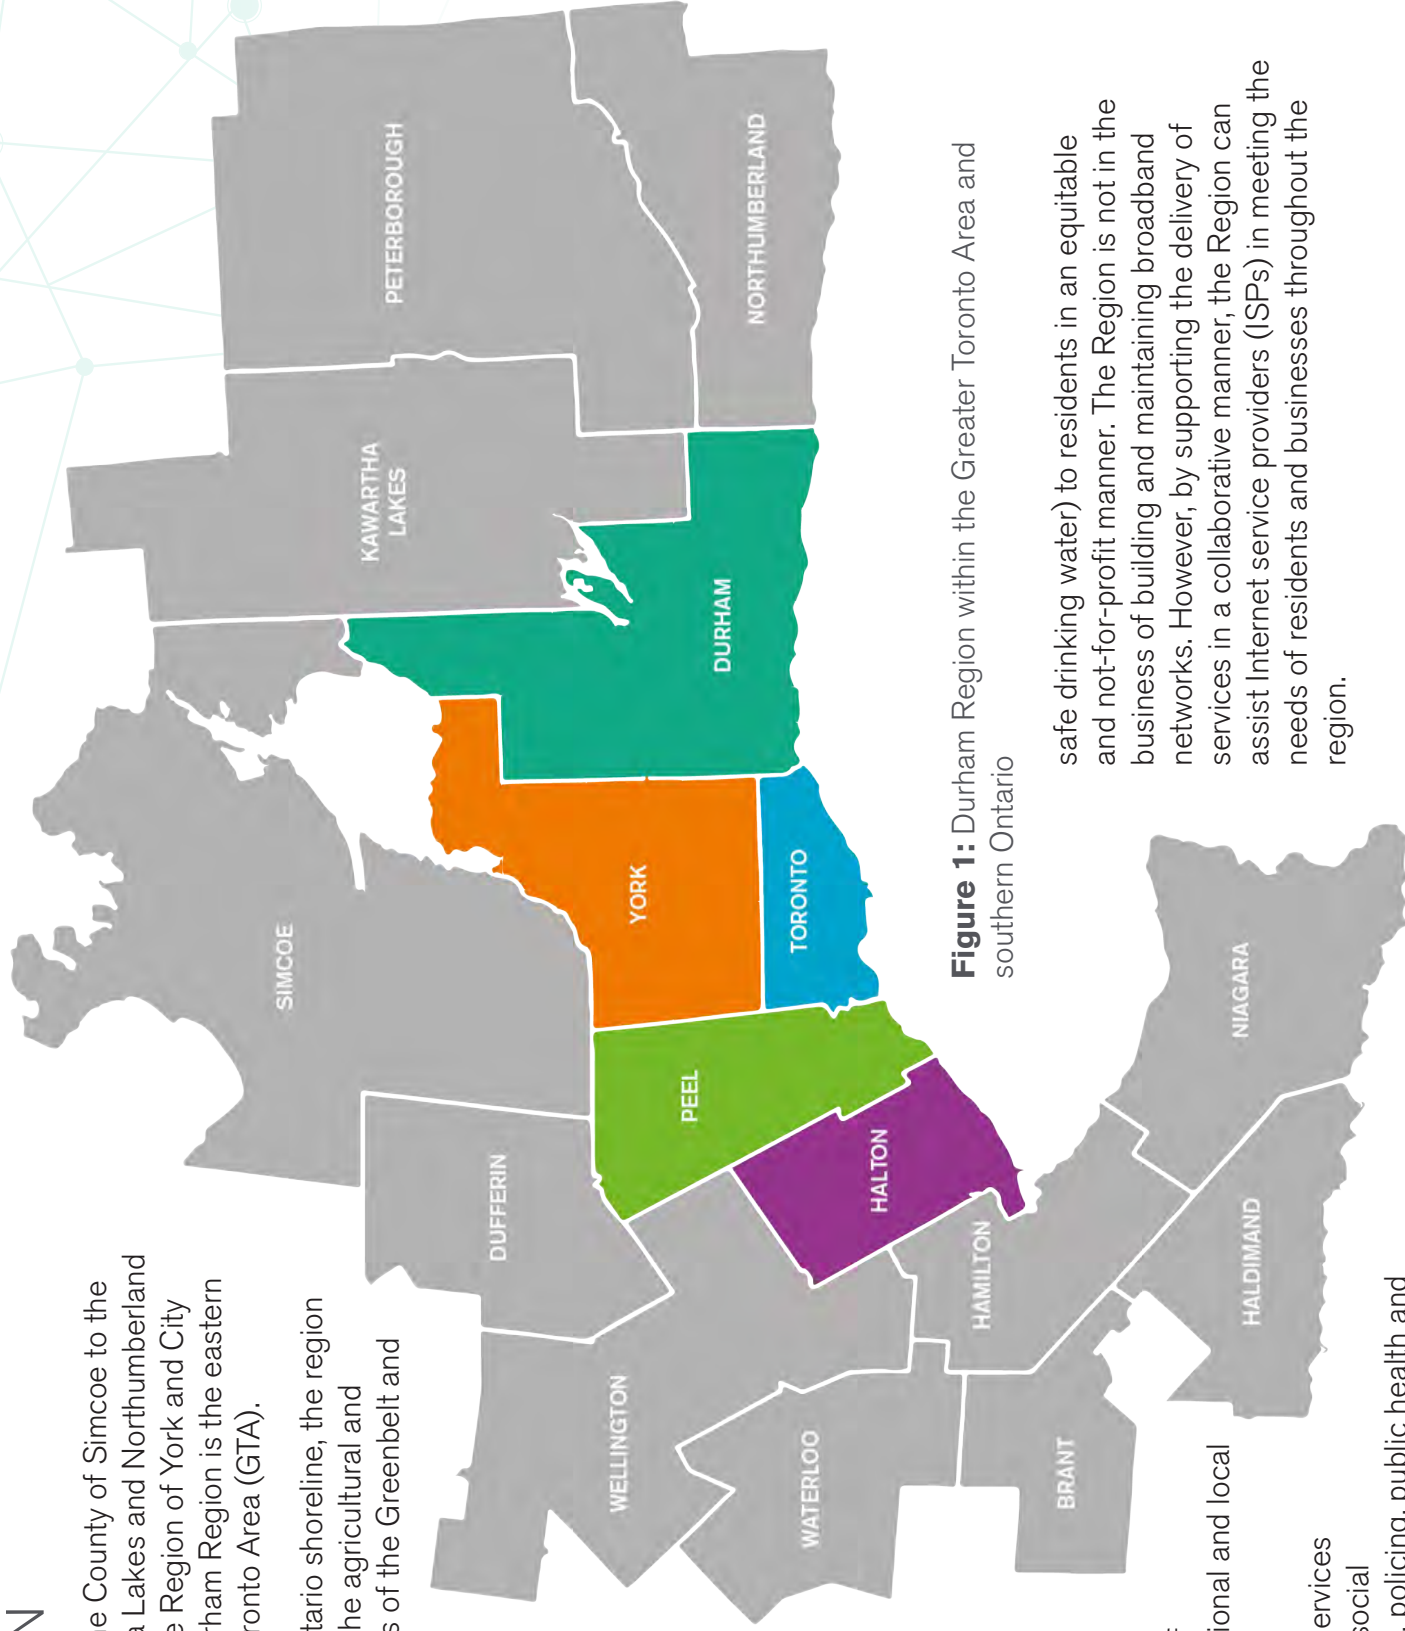 N
e County of Simcoe to the
a Lakes and Northumberland
e Region of York and City
rham Region is the eastern
ronto Area (GTA).
tario shoreline, the region
he agricultural and
s of the Greenbelt and
ional and local
ervices
social
, policing, public health and
SIMCOE
KAWARTHA
LAKES
PETERBOROUGH
DUFFERIN
WELLINGTON
YORK
PEEL
DURHAM
NORTHUMBERLAND
TORONTO
WATERLOO
HALTON
HAMILTON
BRANT
NIAGARA
HALDIMAND
Figure 1: Durham Region within the Greater Toronto Area and
southern Ontario
safe drinking water) to residents in an equitable
and not-for-profit manner. The Region is not in the
business of building and maintaining broadband
networks. However, by supporting the delivery of
services in a collaborative manner, the Region can
assist Internet service providers (ISPs) in meeting the
needs of residents and businesses throughout the
region.